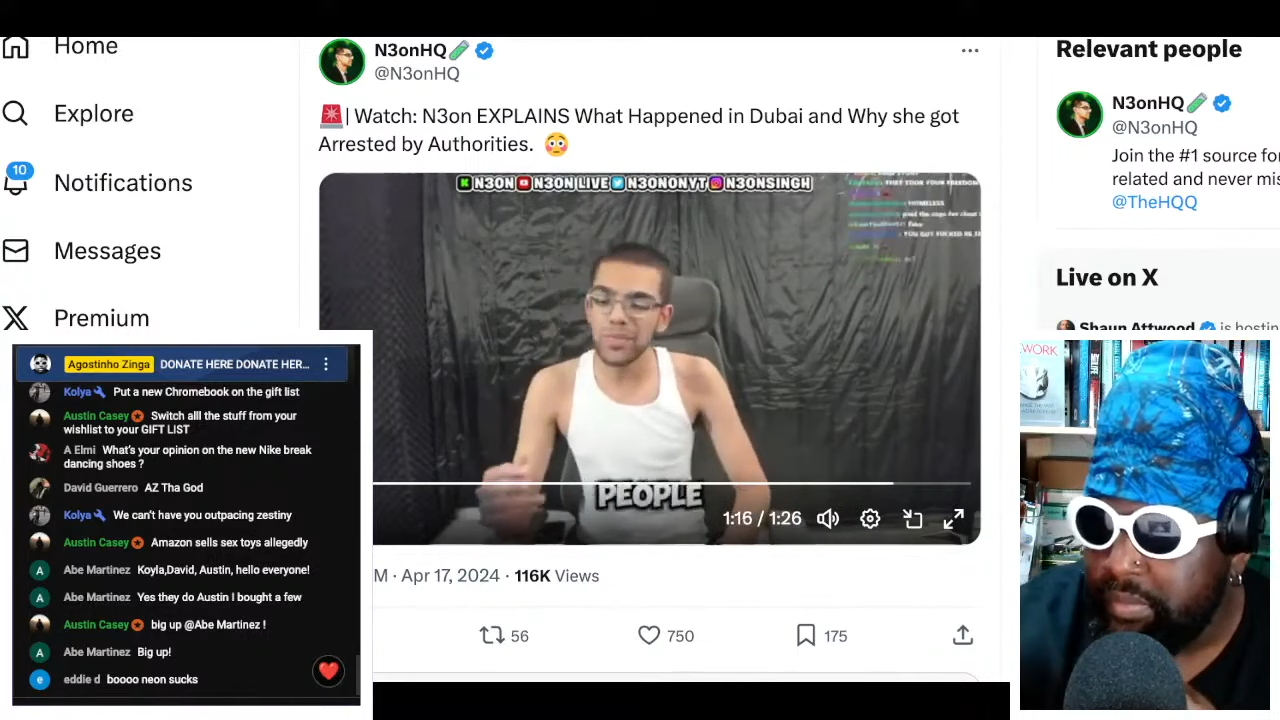 Home
Explore
10
Notifications
Messages
Premium
N3onHQ
@N3onHQ
| Watch: N3on EXPLAINS What Happened in Dubai and Why she got
Arrested by Authorities.
N3ON N3ON LIVE N3ONONYT N3ONSINGH
HOMELESS
PEOPLE
1:16 / 1:26
M · Apr 17, 2024 · 116K Views
56 750 175
Relevant people
N3onHQ
@N3onHQ
Join the #1 source fo
related and never mis
@TheHQQ
Live on X
Shaun Attwood is hostin
Agostinho Zinga DONATE HERE DONATE HER...
Kolya Put a new Chromebook on the gift list
Austin Casey Switch alll the stuff from your
wishlist to your GIFT LIST
A Elmi What's your opinion on the new Nike break
dancing shoes ?
David Guerrero AZ Tha God
Kolya We can't have you outpacing zestiny
Austin Casey Amazon sells sex toys allegedly
A Abe Martinez Koyla,David, Austin, hello everyone!
A Abe Martinez Yes they do Austin I bought a few
Austin Casey big up @Abe Martinez !
A Abe Martinez Big up!
e eddie d boooo neon sucks
WORK